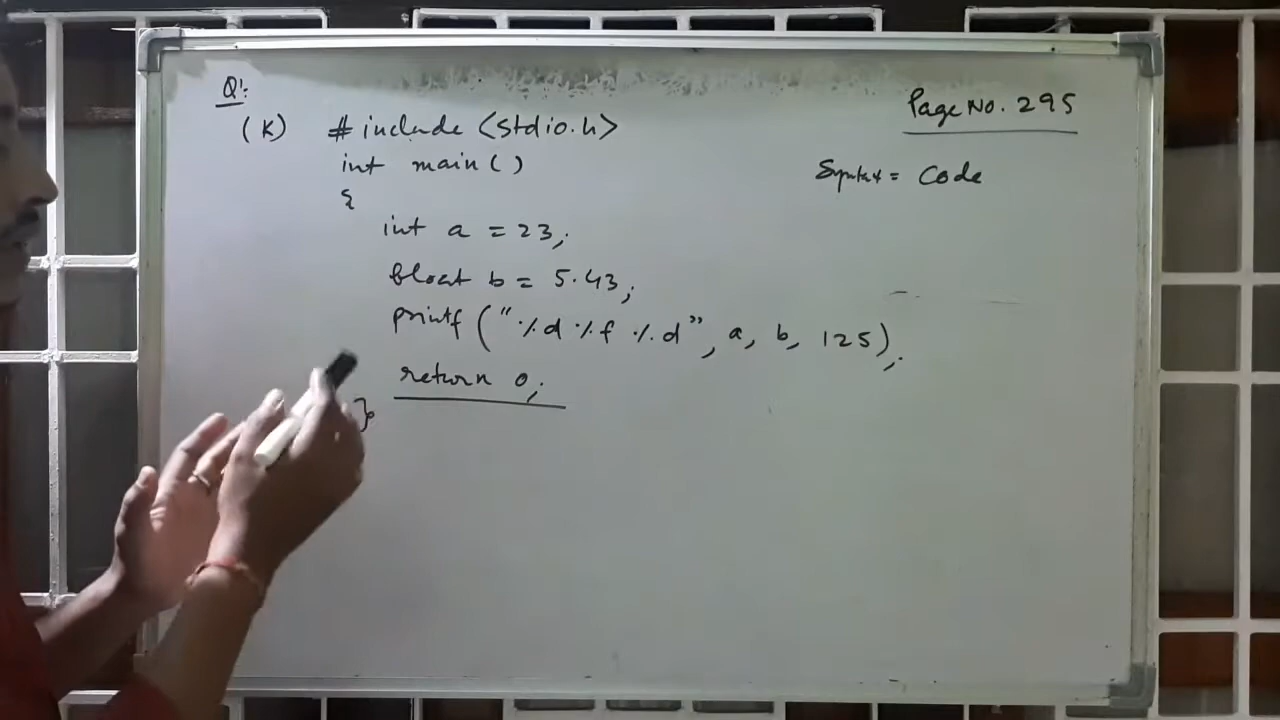 Q:
Page No. 295
(K) #include <stdio.h>
int main()
Syntax = Code
{
int a = 23;
float b = 5.43;
printf("%d %f %d", a, b, 125);
return 0;
}